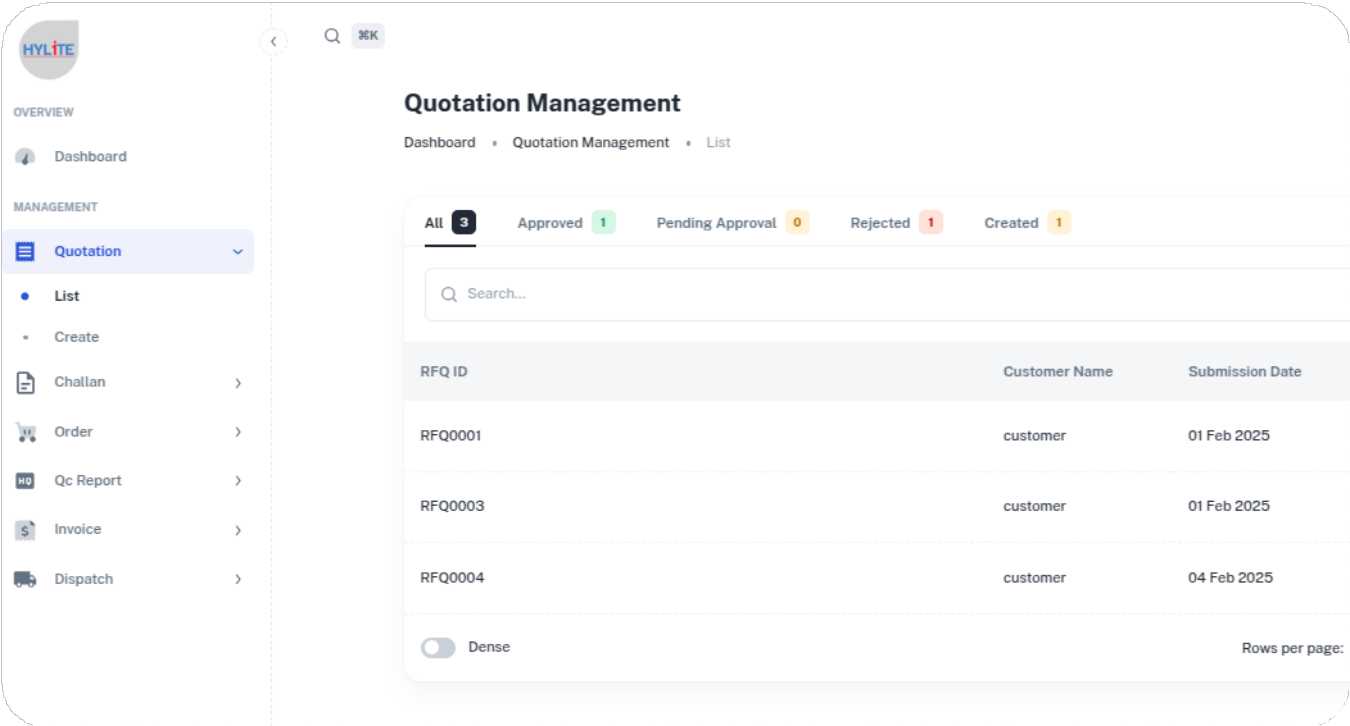 HYLiTE
⌘K
OVERVIEW
Dashboard
MANAGEMENT
Quotation
List
Create
Challan
Order
HQ Qc Report
$ Invoice
Dispatch
Quotation Management
Dashboard • Quotation Management • List
All 3 Approved 1 Pending Approval 0 Rejected 1 Created 1
Search...
RFQ ID Customer Name Submission Date
RFQ0001 customer 01 Feb 2025
RFQ0003 customer 01 Feb 2025
RFQ0004 customer 04 Feb 2025
Dense Rows per page: